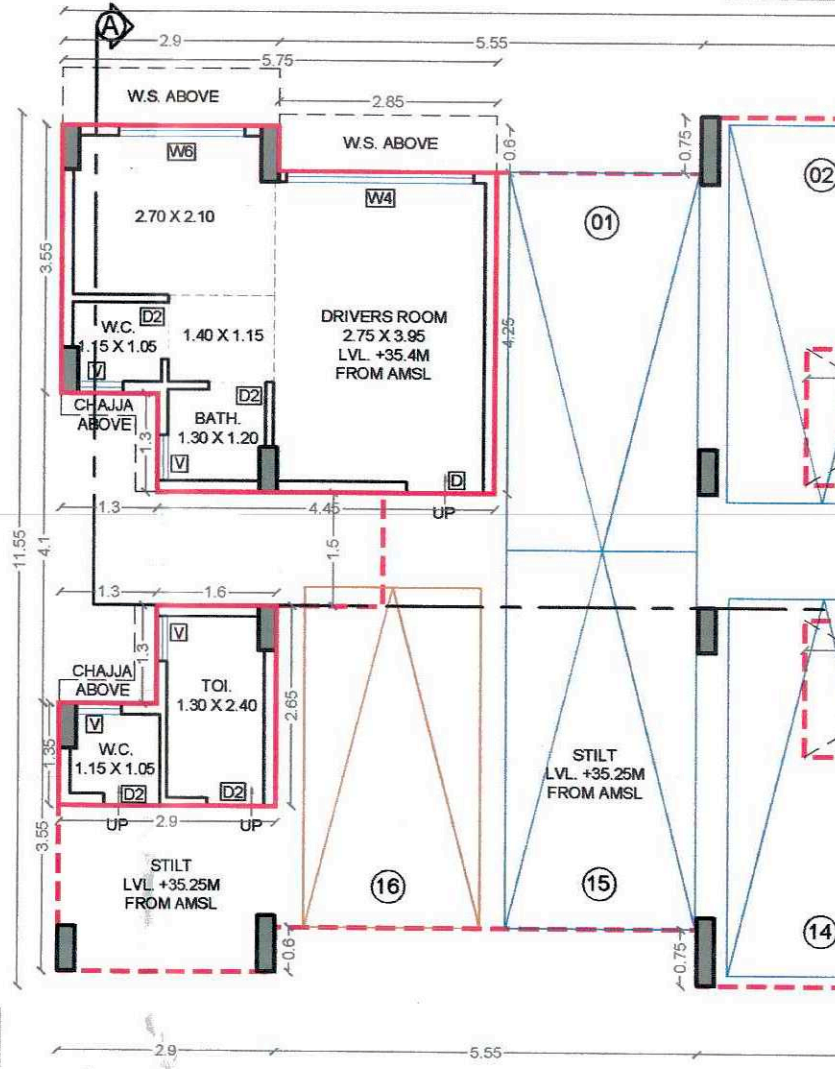 A
2.9
5.55
5.75
W.S. ABOVE
2.85
W.S. ABOVE
0.6
0.75
W6
W4
02
01
2.70 X 2.10
3.55
DRIVERS ROOM
2.75 X 3.95
LVL. +35.4M
FROM AMSL
4.25
D2
W.C.
1.15 X 1.05
1.40 X 1.15
V
D2
CHAJJA
ABOVE
1.3
BATH.
1.30 X 1.20
V
D
UP
1.3
4.45
11.55
4.1
1.5
1.3
1.6
V
1.3
CHAJJA
ABOVE
TOI.
1.30 X 2.40
2.65
V
W.C.
1.15 X 1.05
1.35
D2
D2
UP
UP
2.9
STILT
LVL. +35.25M
FROM AMSL
3.55
STILT
LVL. +35.25M
FROM AMSL
16
15
14
0.6
0.75
2.9
5.55